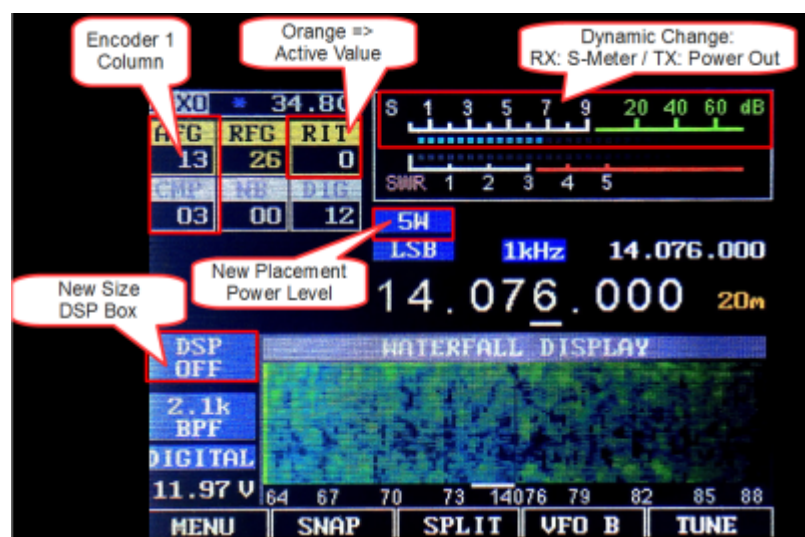 Encoder 1
Column
Orange =>
Active Value
Dynamic Change:
RX: S-Meter / TX: Power Out
XO * 34.80
S 1 3 5 7 9 20 40 60 dB
AFG RFG RIT
13 26 0
CMP NB DIG
SWR 1 2 3 4 5
03 00 12
5W
LSB 1kHz 14.076.000
New Placement
Power Level
14.076.000 20m
New Size
DSP Box
DSP
OFF
WATERFALL DISPLAY
2.1k
BPF
DIGITAL
11.97 V
64 67 70 73 14076 79 82 85 88
MENU SNAP SPLIT VFO B TUNE